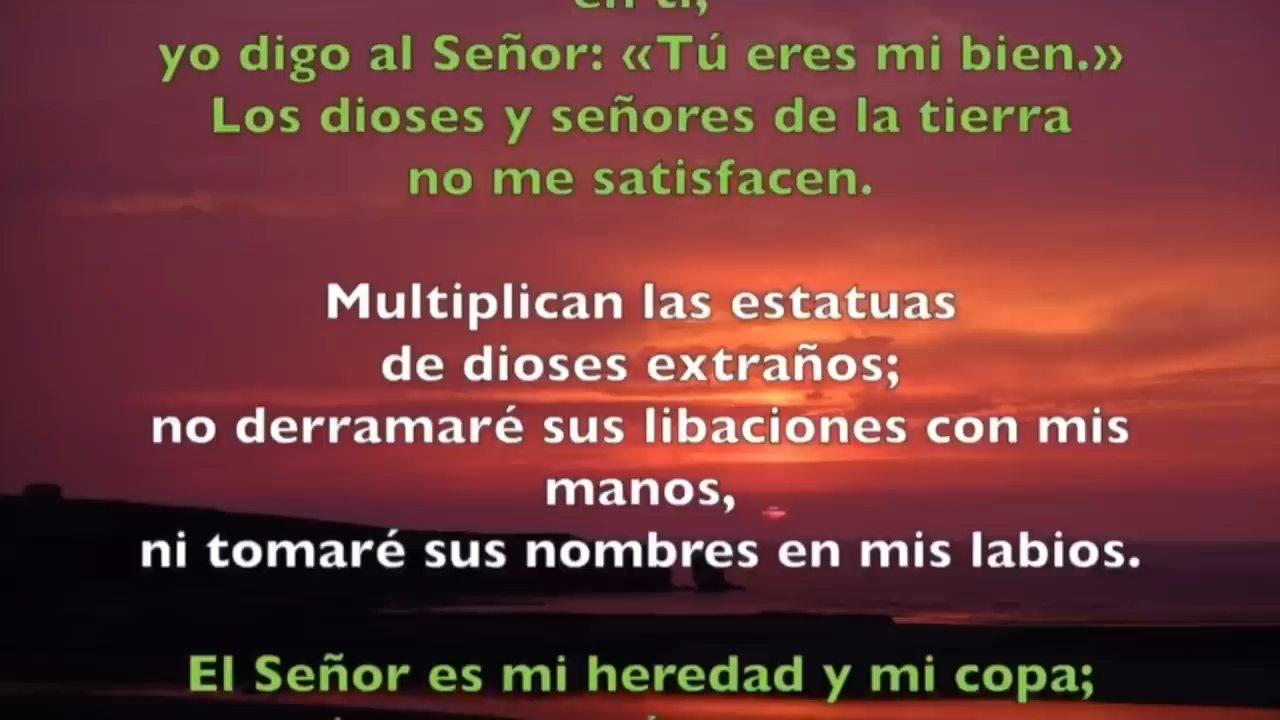 en ti,
yo digo al Señor: «Tú eres mi bien.»
Los dioses y señores de la tierra
no me satisfacen.
Multiplican las estatuas
de dioses extraños;
no derramaré sus libaciones con mis
manos,
ni tomaré sus nombres en mis labios.
El Señor es mi heredad y mi copa;